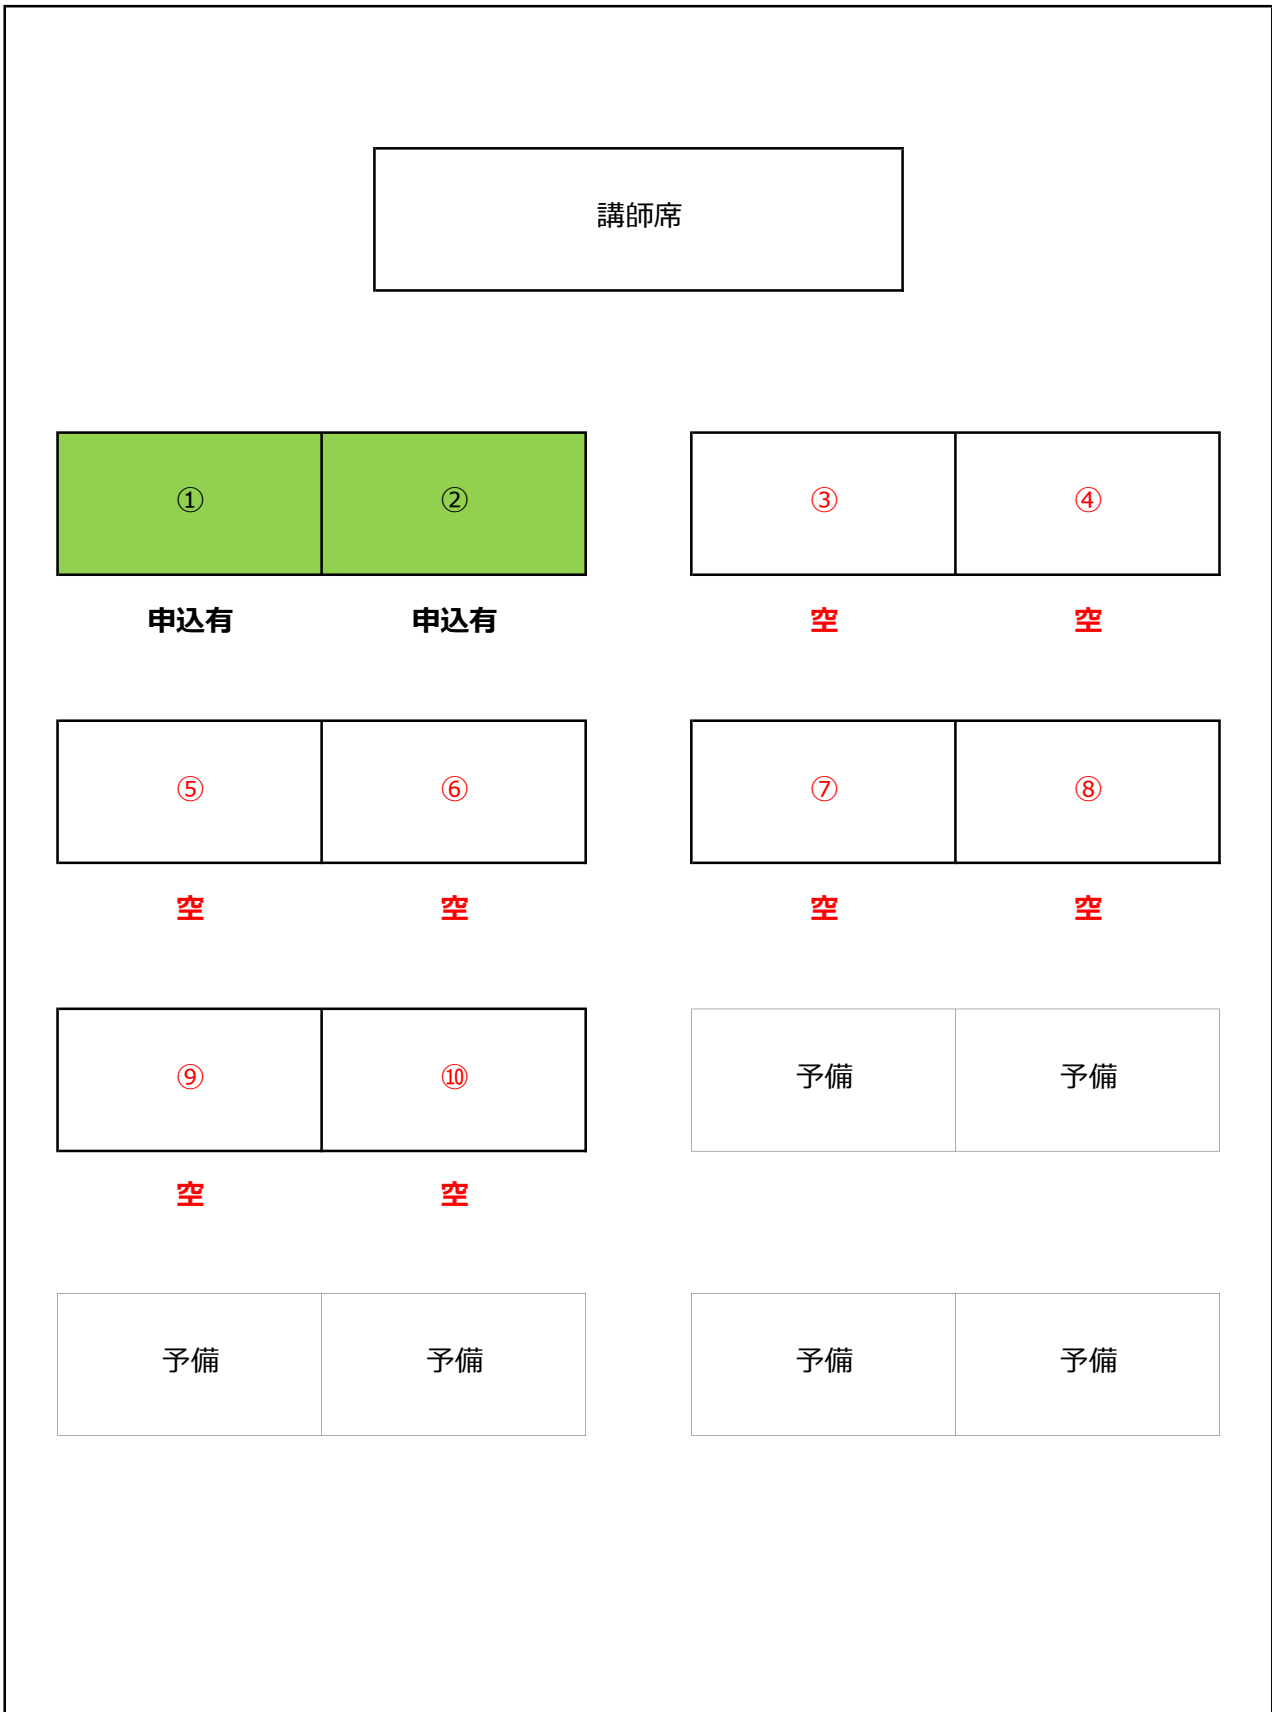 講師席
① ② ③ ④
申込有 申込有 空 空
⑤ ⑥ ⑦ ⑧
空 空 空 空
⑨ ⑩ 予備 予備
空 空
予備 予備 予備 予備